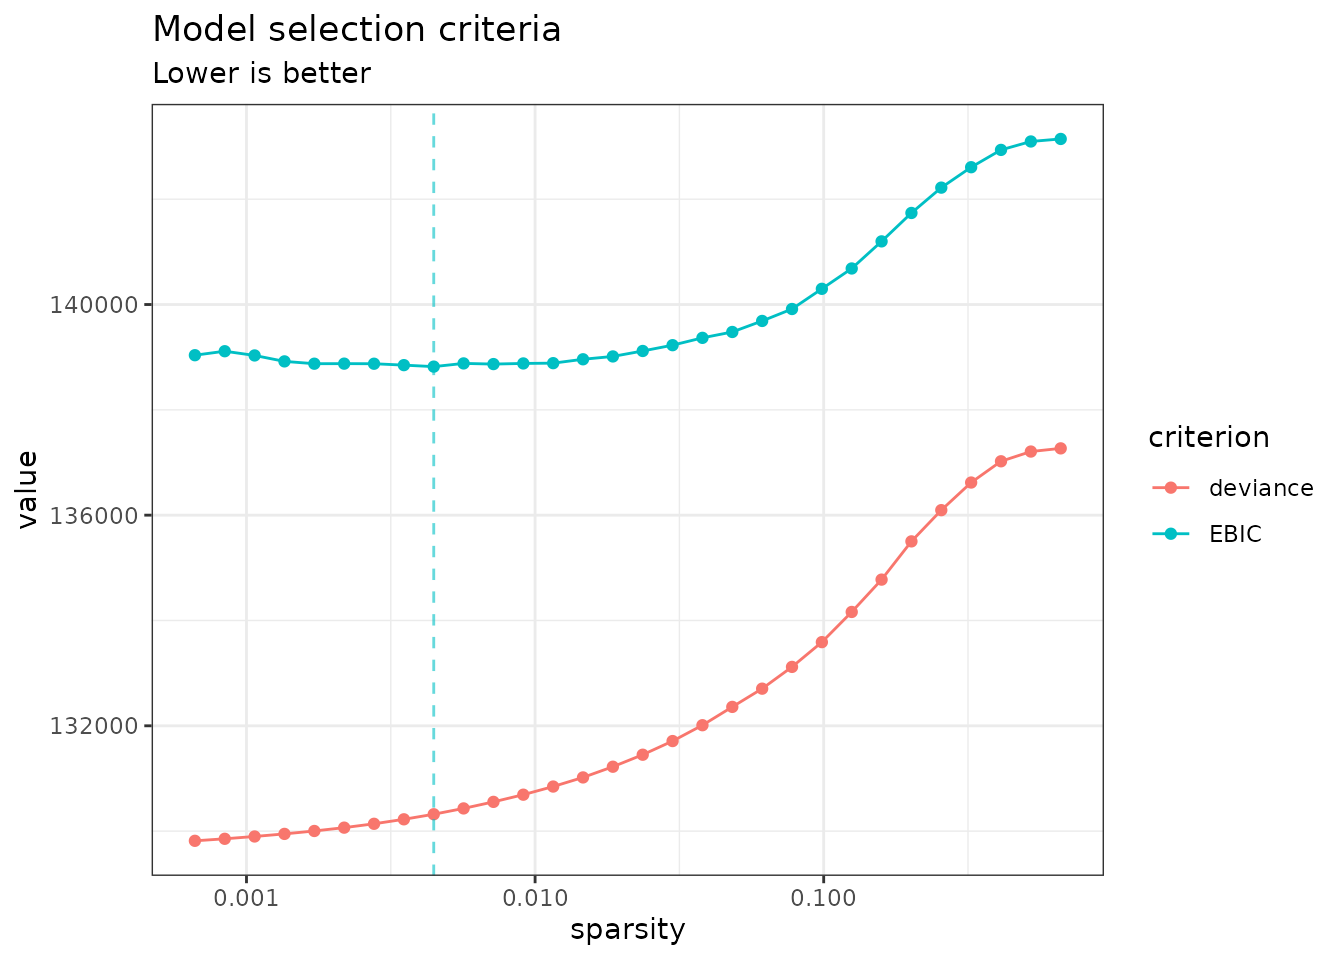 Model selection criteria
Lower is better
140000
136000
132000
value
0.001
0.010
0.100
sparsity
criterion
deviance
EBIC